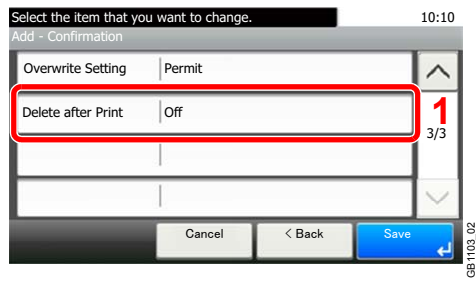 Select the item that you want to change.
10:10
Add - Confirmation
Overwrite Setting
Permit
Delete after Print
Off
1
3/3
Cancel
< Back
Save
GB1103_02